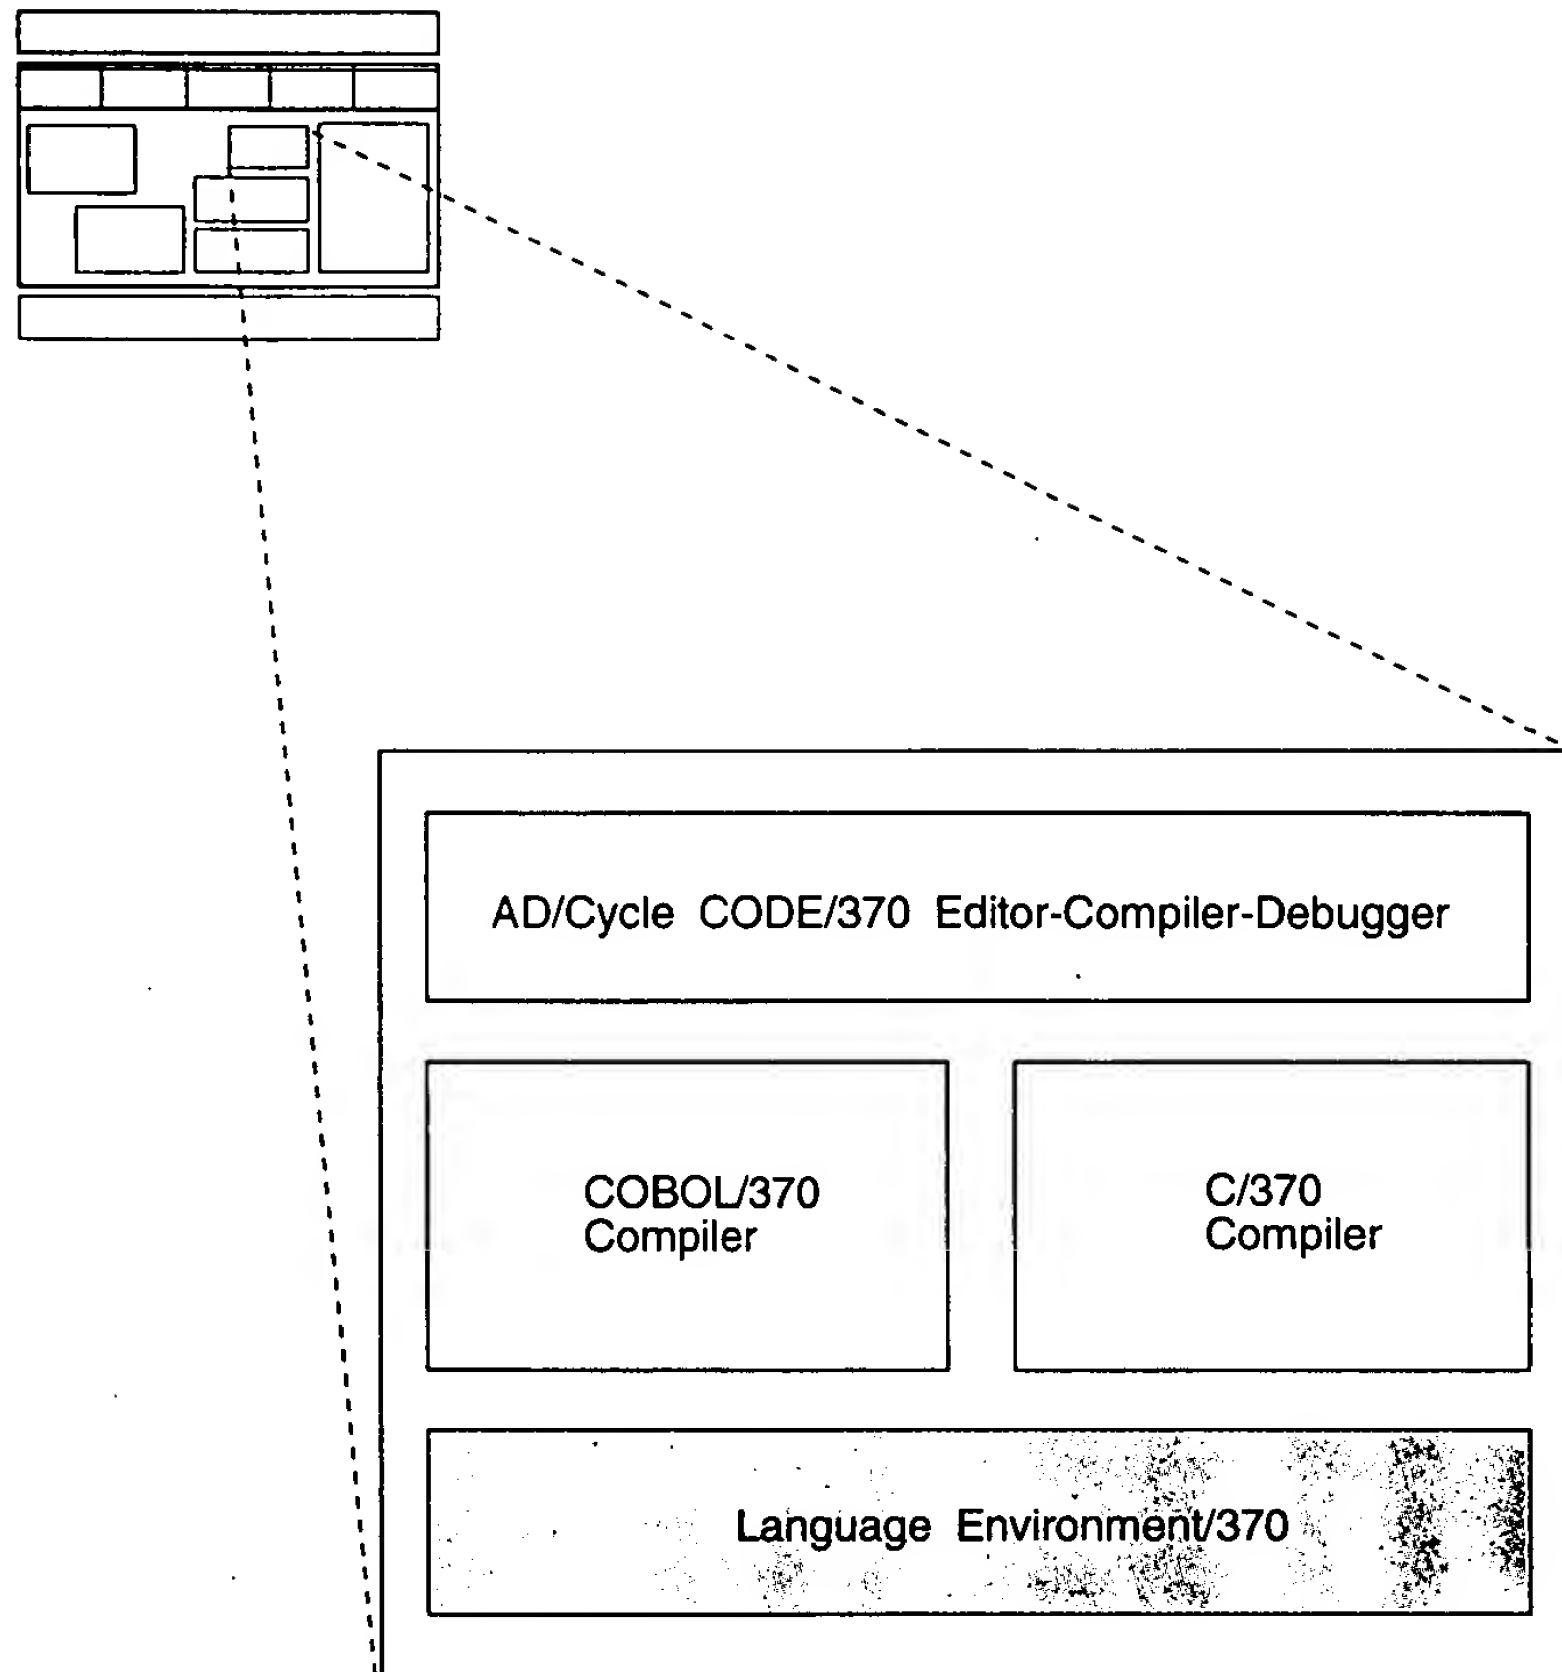 AD/Cycle CODE/370 Editor-Compiler-Debugger
COBOL/370
Compiler
C/370
Compiler
Language Environment/370